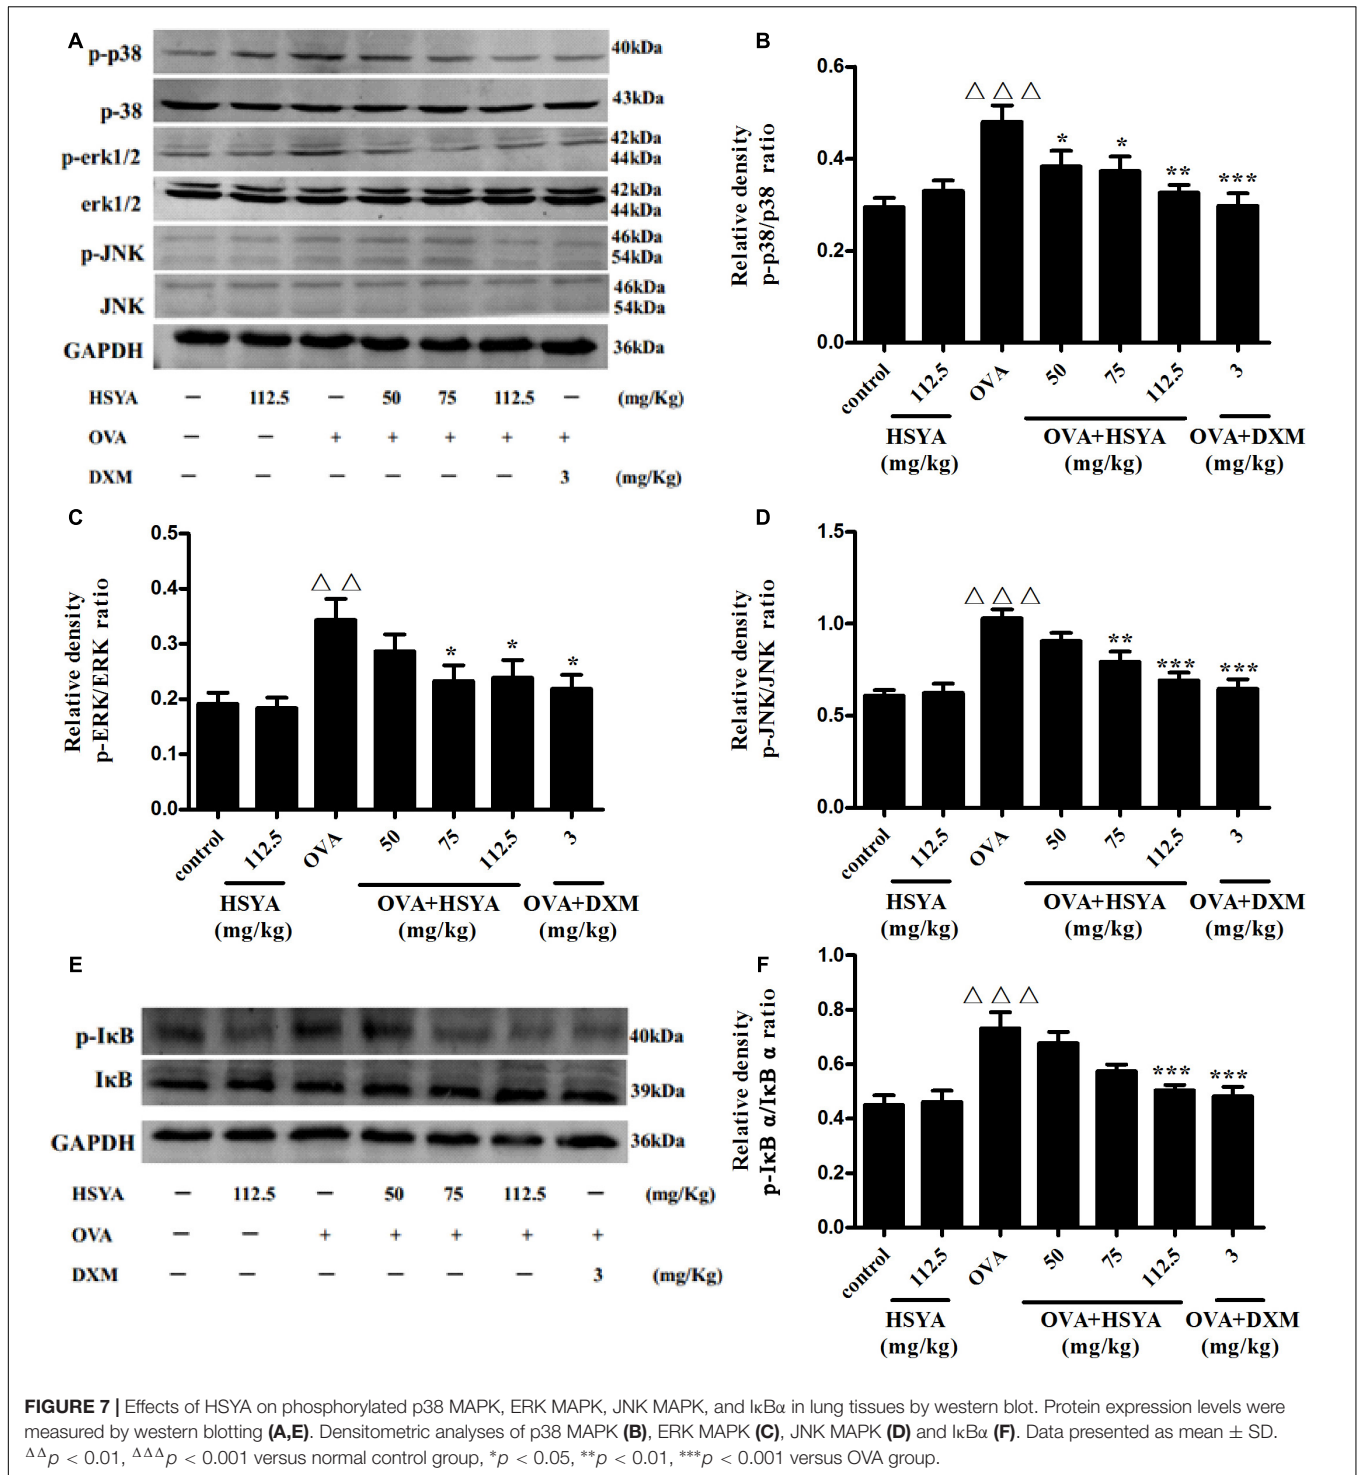 A
p-p38
40kDa
p-38
43kDa
p-erk1/2
42kDa
44kDa
erk1/2
42kDa
44kDa
p-JNK
46kDa
54kDa
JNK
46kDa
54kDa
GAPDH
36kDa
HSYA — 112.5 — 50 75 112.5 — (mg/Kg)
OVA — — + + + + +
DXM — — — — — — 3 (mg/Kg)
B
Relative density
p-p38/p38 ratio
0.6
0.4
0.2
0.0
△△△
*
*
**
***
control 112.5 OVA 50 75 112.5 3
HSYA OVA+HSYA OVA+DXM
(mg/kg) (mg/kg) (mg/kg)
C
Relative density
p-ERK/ERK ratio
0.5
0.4
0.3
0.2
0.1
0.0
△△
*
*
*
control 112.5 OVA 50 75 112.5 3
HSYA OVA+HSYA OVA+DXM
(mg/kg) (mg/kg) (mg/kg)
D
Relative density
p-JNK/JNK ratio
1.5
1.0
0.5
0.0
△△△
**
***
***
control 112.5 OVA 50 75 112.5 3
HSYA OVA+HSYA OVA+DXM
(mg/kg) (mg/kg) (mg/kg)
E
p-IκB
40kDa
IκB
39kDa
GAPDH
36kDa
HSYA — 112.5 — 50 75 112.5 — (mg/Kg)
OVA — — + + + + +
DXM — — — — — — 3 (mg/Kg)
F
Relative density
p-IκB α/IκB α ratio
1.0
0.8
0.6
0.4
0.2
0.0
△△△
***
***
control 112.5 OVA 50 75 112.5 3
HSYA OVA+HSYA OVA+DXM
(mg/kg) (mg/kg) (mg/kg)
FIGURE 7 | Effects of HSYA on phosphorylated p38 MAPK, ERK MAPK, JNK MAPK, and IκBα in lung tissues by western blot. Protein expression levels were
measured by western blotting (A,E). Densitometric analyses of p38 MAPK (B), ERK MAPK (C), JNK MAPK (D) and IκBα (F). Data presented as mean ± SD.
ΔΔp < 0.01, ΔΔΔp < 0.001 versus normal control group, *p < 0.05, **p < 0.01, ***p < 0.001 versus OVA group.